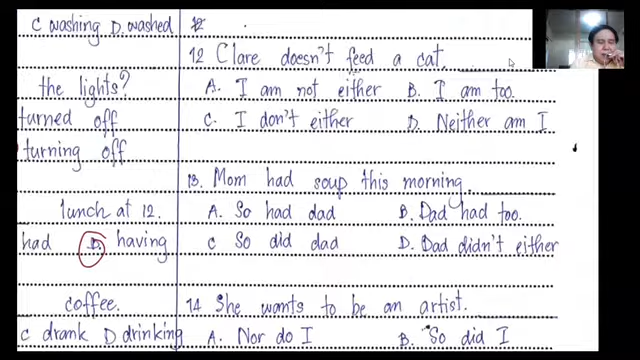 C washing D. washed
the lights?
turned off
turning off
lunch at 12.
had D. having
coffee.
C drank D drinking
12
12 Clare doesn't feed a cat.
A. I am not either B. I am too.
C. I don't either D. Neither am I
13. Mom had soup this morning.
A. So had dad B. Dad had too.
C So did dad D. Dad didn't either
14 She wants to be an artist.
A. Nor do I B. So did I